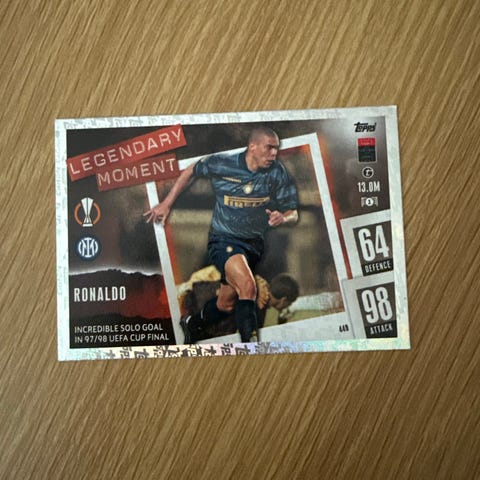 LEGENDARY
MOMENT
Topps
13.0M
PIRELLI
64
DEFENCE
RONALDO
98
ATTACK
INCREDIBLE SOLO GOAL
IN 97/98 UEFA CUP FINAL